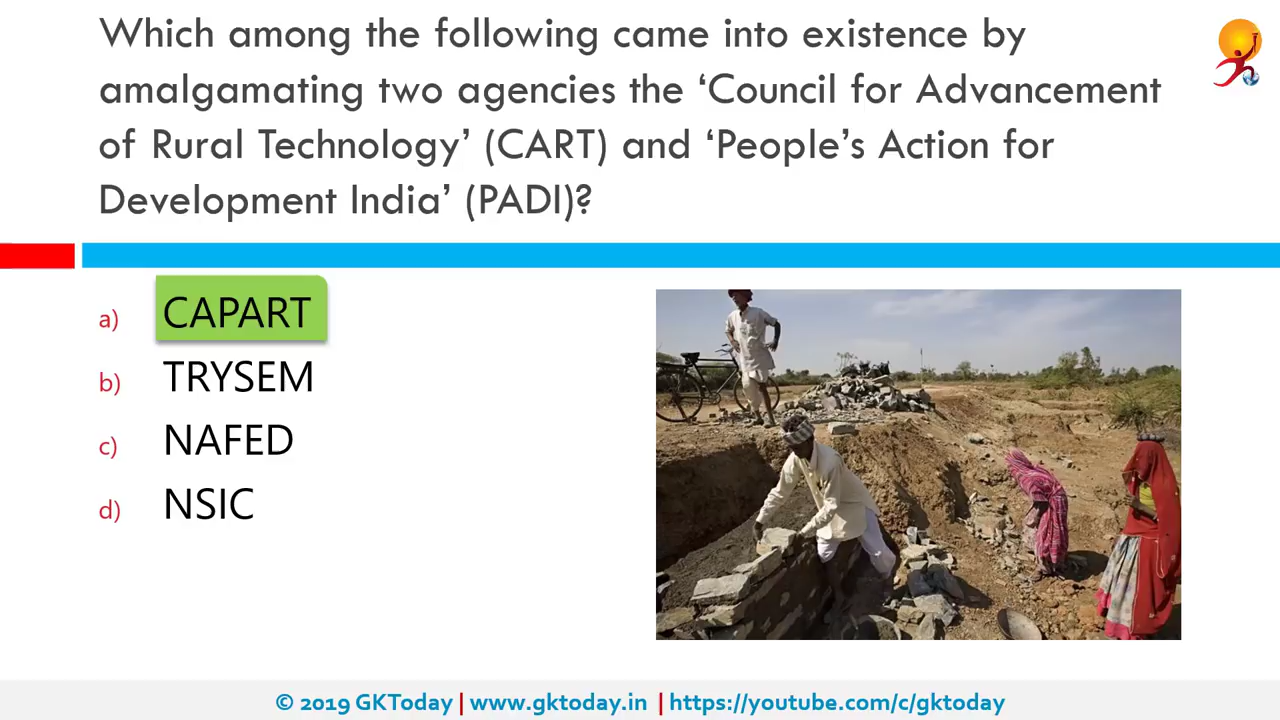 Which among the following came into existence by
amalgamating two agencies the ‘Council for Advancement
of Rural Technology’ (CART) and ‘People’s Action for
Development India’ (PADI)?
a) CAPART
b) TRYSEM
c) NAFED
d) NSIC
© 2019 GKToday | www.gktoday.in | https://youtube.com/c/gktoday